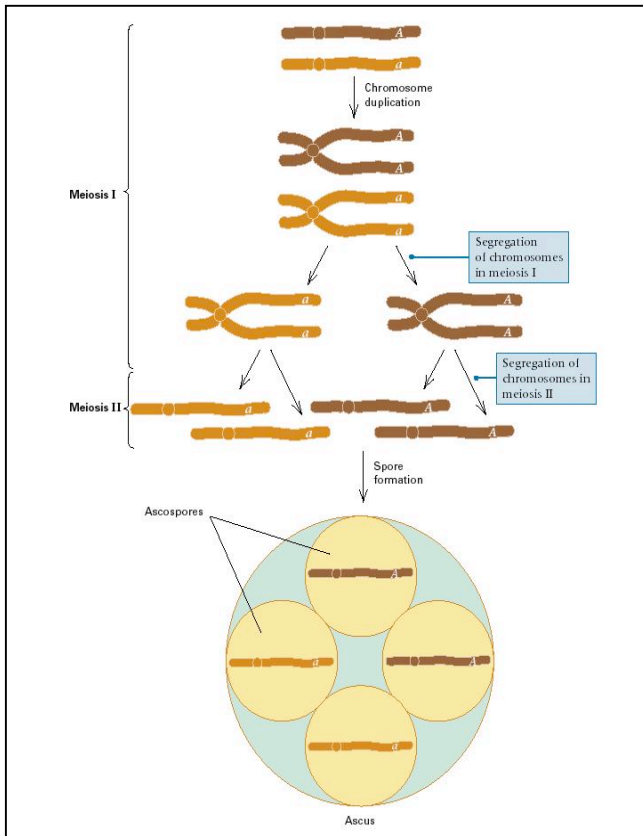 A
a
Chromosome
duplication
A
A
Meiosis I
a
a
Segregation
of chromosomes
in meiosis I
a
A
a
A
Segregation of
chromosomes in
meiosis II
Meiosis II
a
A
a
A
Spore
formation
Ascospores
A
a
A
a
Ascus